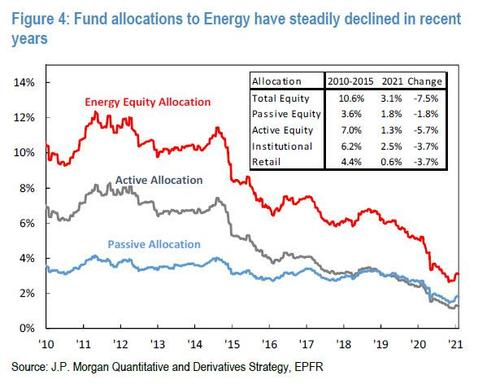 Figure 4: Fund allocations to Energy have steadily declined in recent
years
14%
12%
10%
8%
6%
4%
2%
0%
Energy Equity Allocation
Active Allocation
Passive Allocation
Allocation 2010-2015 2021 Change
Total Equity 10.6% 3.1% -7.5%
Passive Equity 3.6% 1.8% -1.8%
Active Equity 7.0% 1.3% -5.7%
Institutional 6.2% 2.5% -3.7%
Retail 4.4% 0.6% -3.7%
'10 '11 '12 '13 '14 '15 '16 '17 '18 '19 '20 '21
Source: J.P. Morgan Quantitative and Derivatives Strategy, EPFR